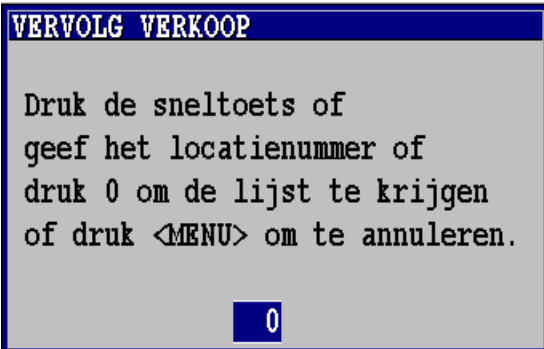 VERVOLG VERKOOP
Druk de sneltoets of
geef het locatienummer of
druk 0 om de lijst te krijgen
of druk <MENU> om te annuleren.
0